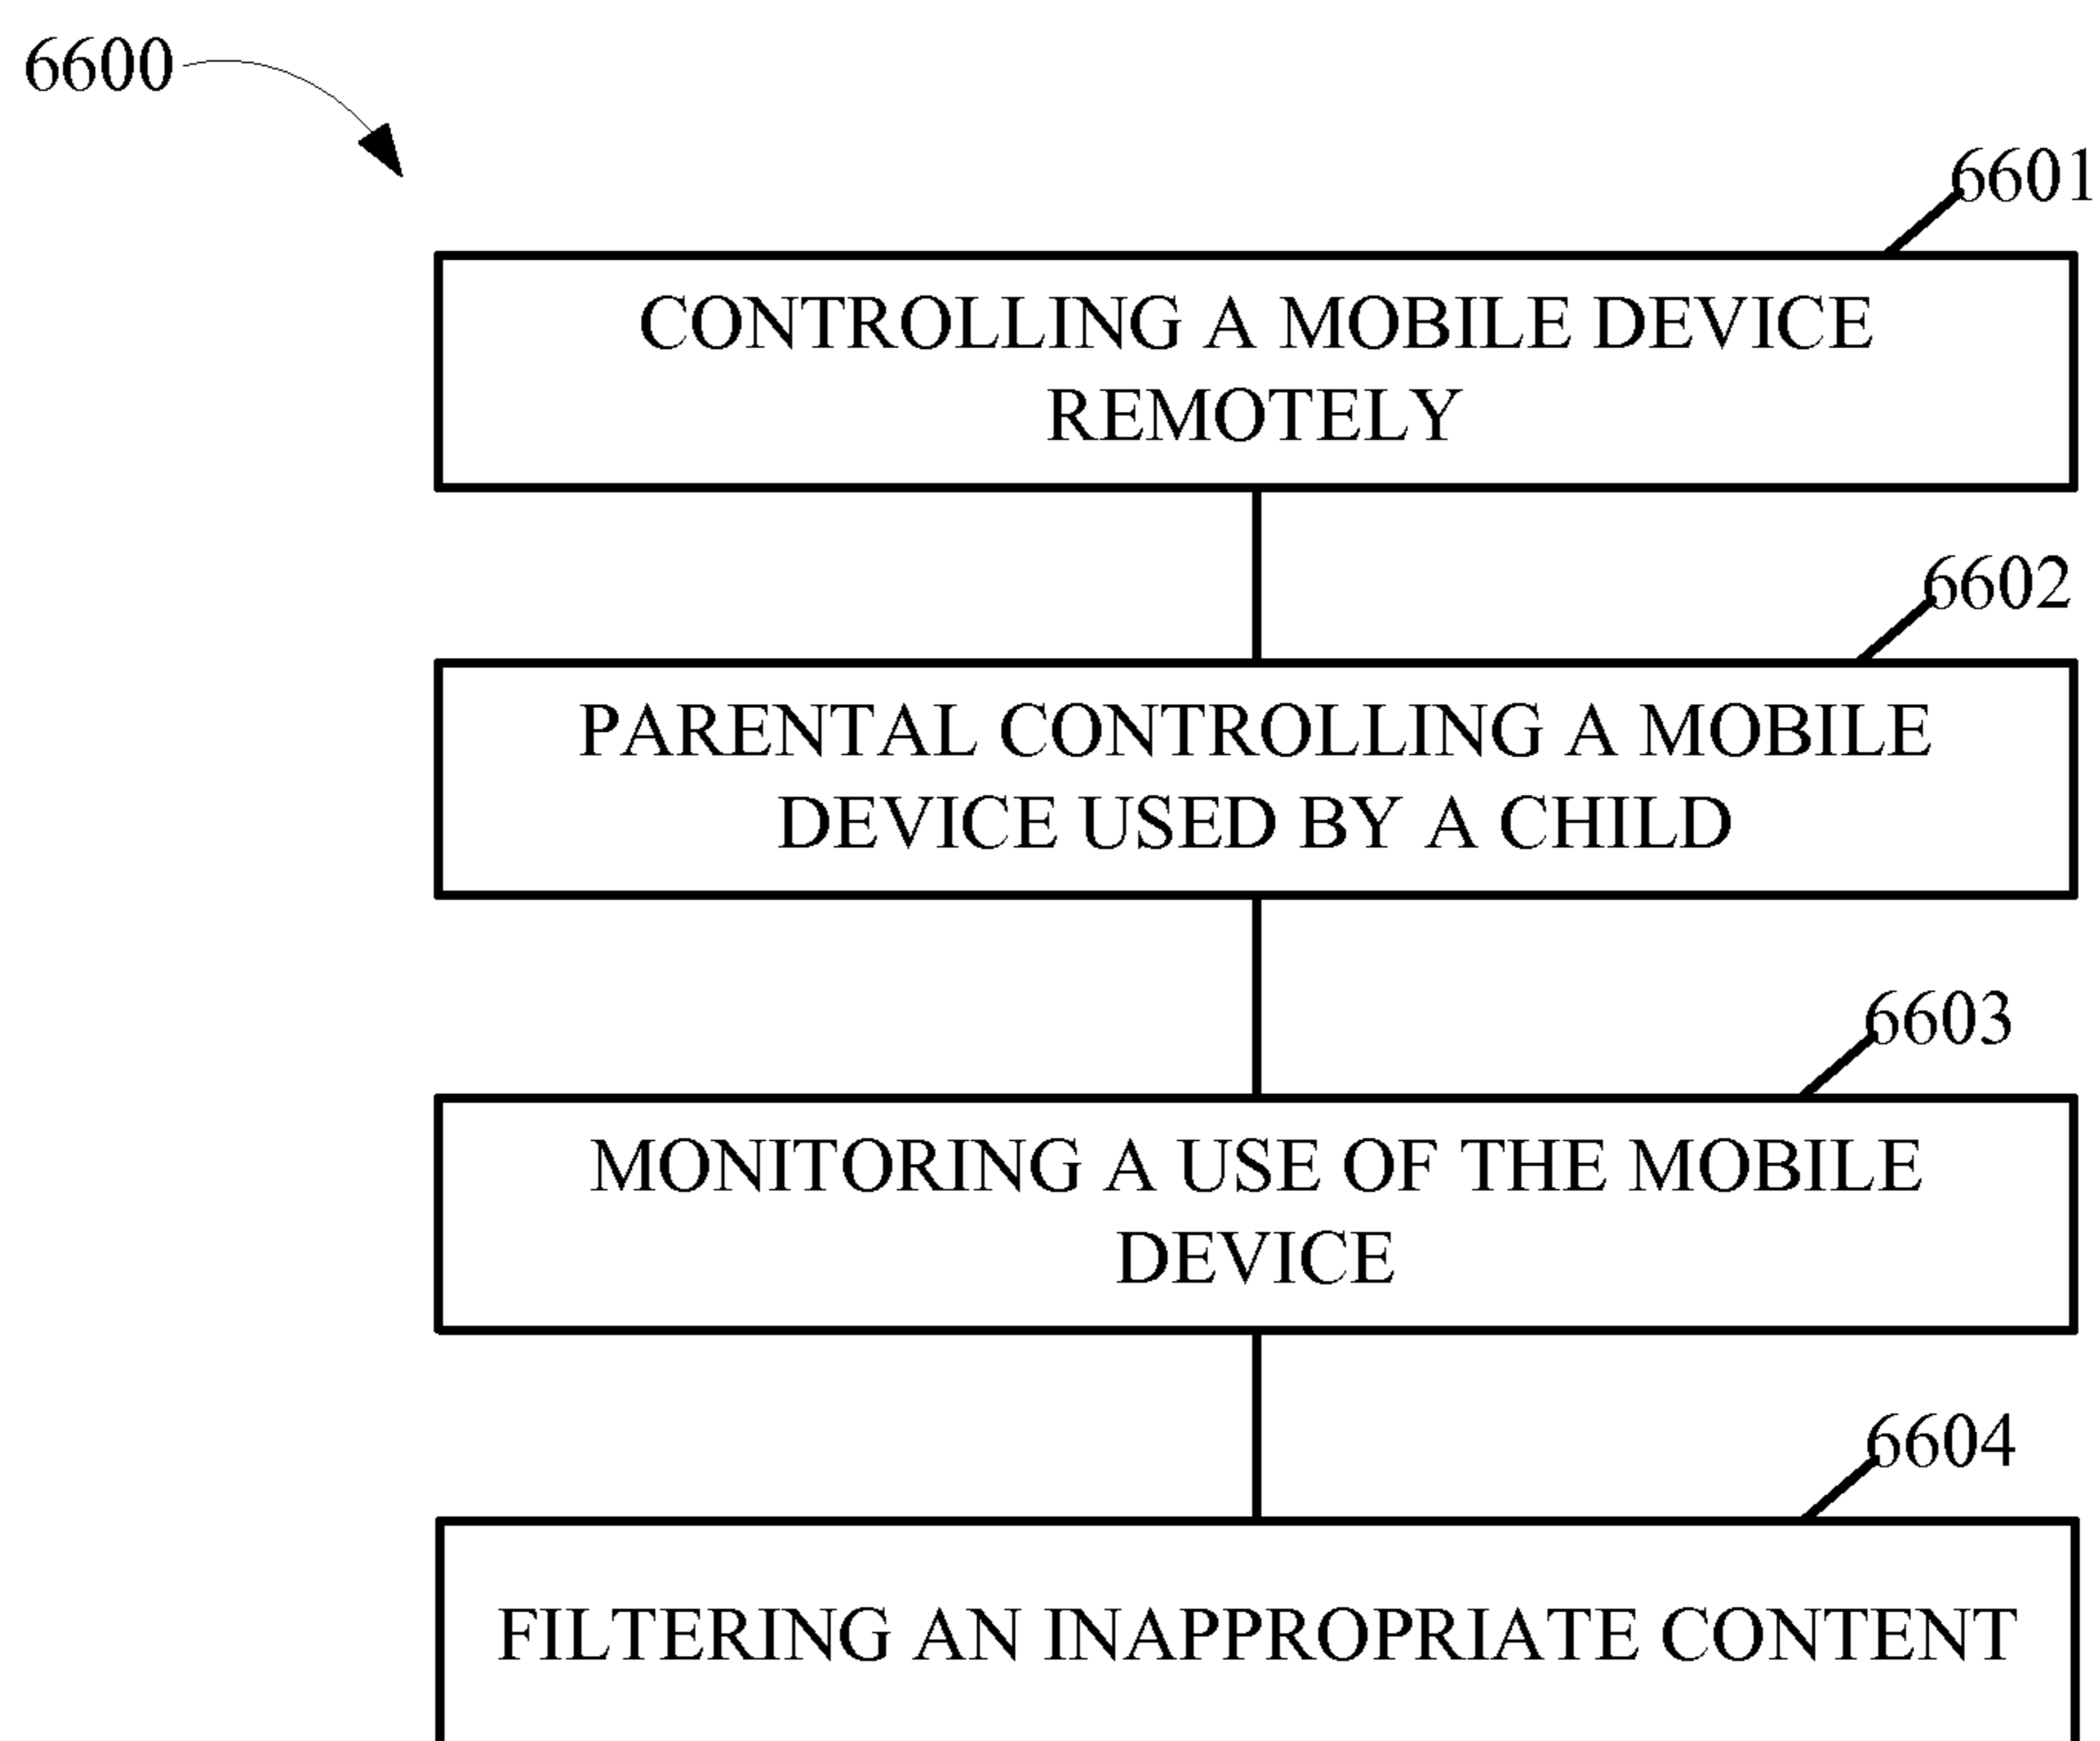 6600
6601
CONTROLLING A MOBILE DEVICE
REMOTELY
6602
PARENTAL CONTROLLING A MOBILE
DEVICE USED BY A CHILD
6603
MONITORING A USE OF THE MOBILE
DEVICE
6604
FILTERING AN INAPPROPRIATE CONTENT